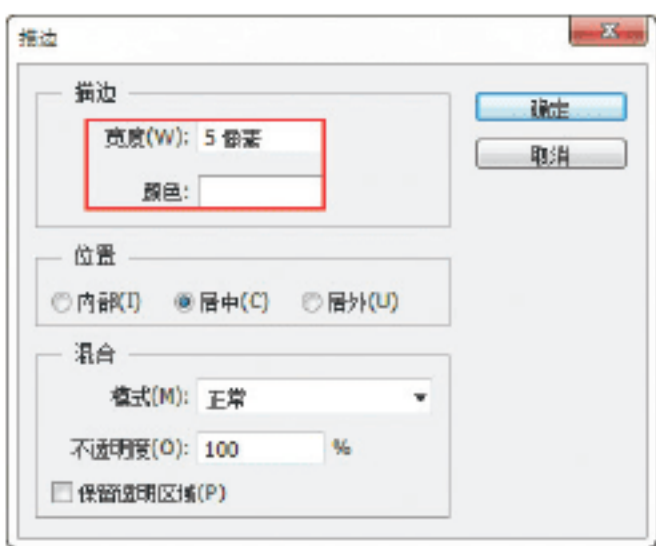 描边
描边
确定
宽度(W): 5 像素
取消
颜色:
位置
内部(I) 居中(C) 居外(U)
混合
模式(M): 正常
不透明度(O): 100 %
保留透明区域(P)